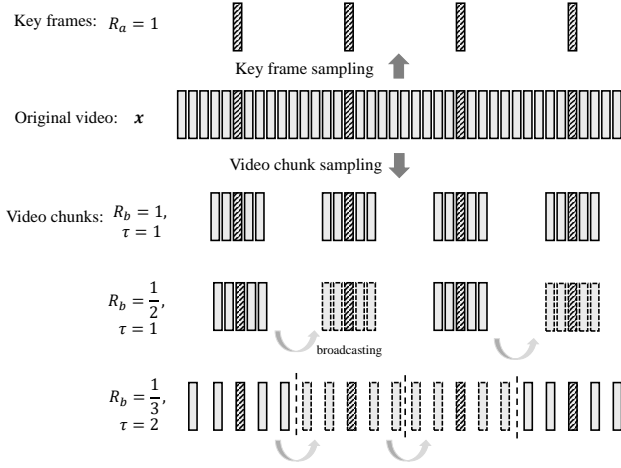 Key frames: R_a = 1
Key frame sampling
Original video: x
Video chunk sampling
Video chunks: R_b = 1,
τ = 1
R_b = 1/2,
τ = 1
broadcasting
R_b = 1/3,
τ = 2